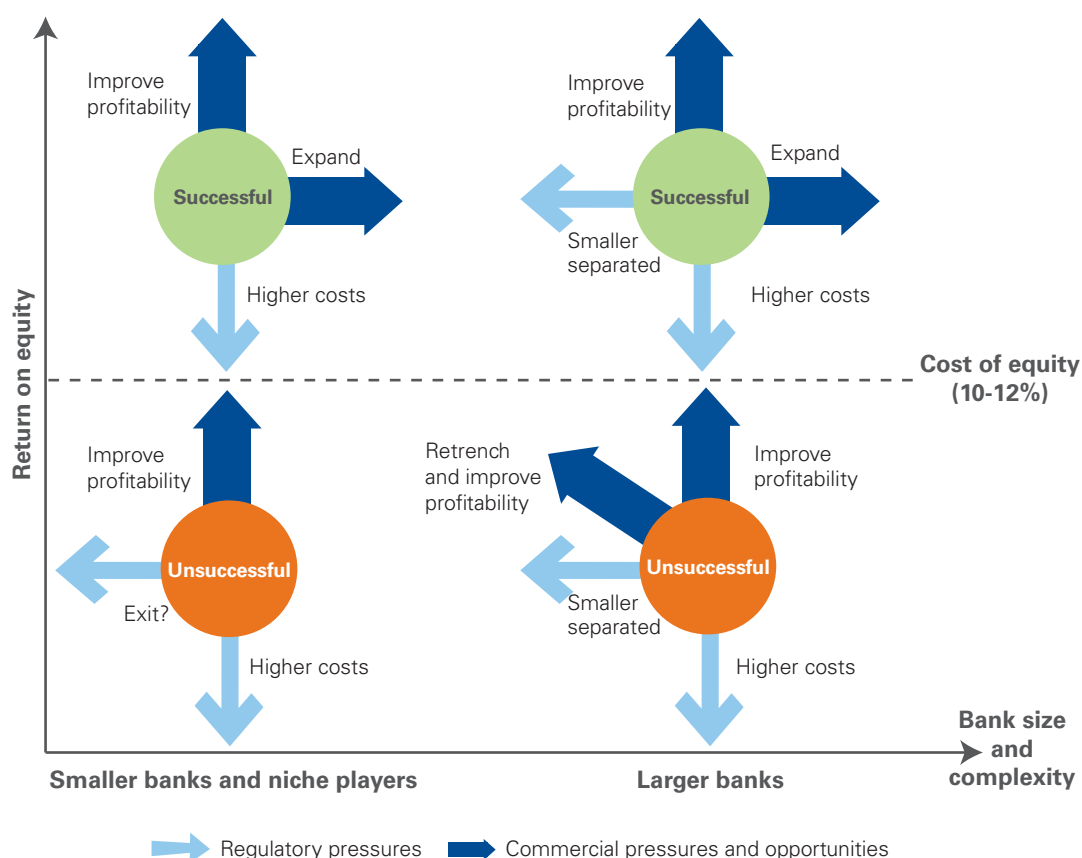 Improve
profitability
Successful
Expand
Higher costs
Improve
profitability
Successful
Expand
Smaller
separated
Higher costs
Return on equity
Cost of equity
(10-12%)
Improve
profitability
Unsuccessful
Exit?
Higher costs
Retrench
and improve
profitability
Improve
profitability
Unsuccessful
Smaller
separated
Higher costs
Bank size
and
complexity
Smaller banks and niche players
Larger banks
Regulatory pressures
Commercial pressures and opportunities